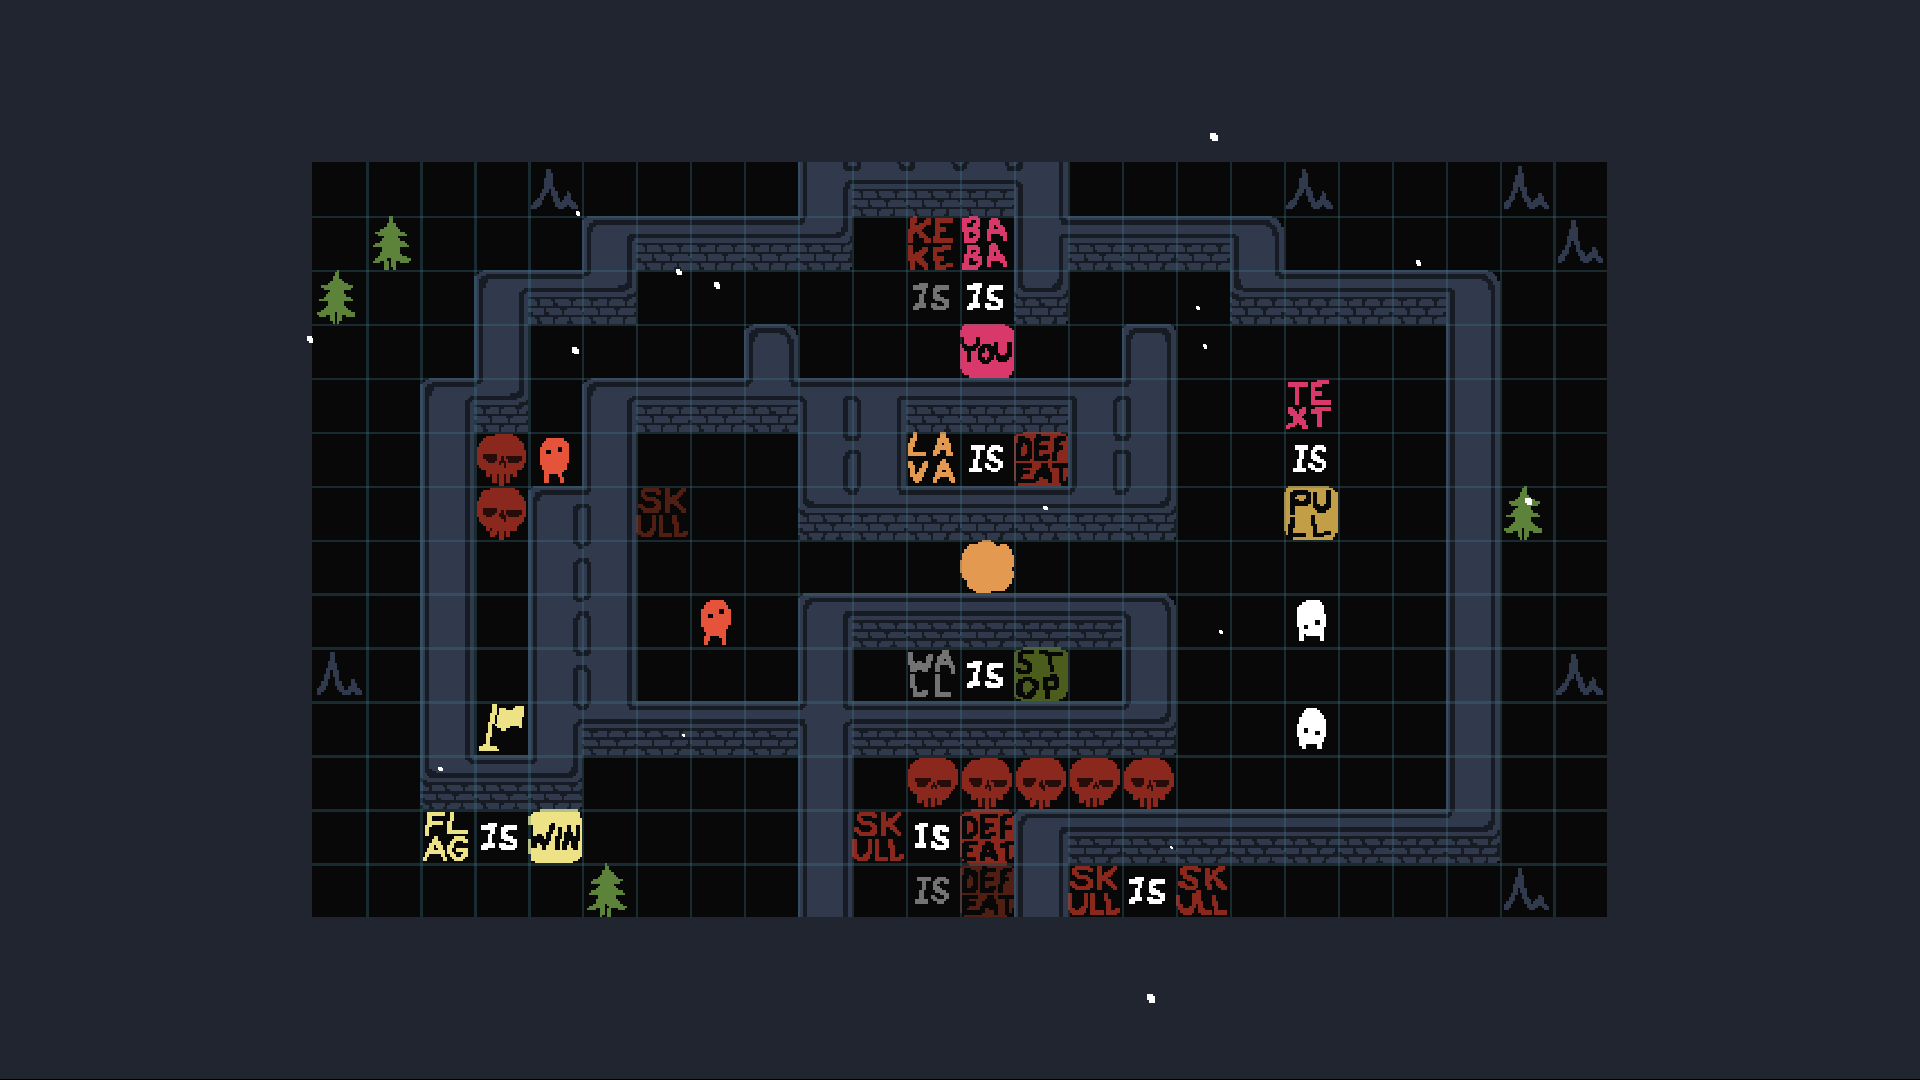 KEKE BABA
IS IS
YOU
TEXT
LAVA IS DEFEAT IS
SKULL PULL
WALL IS STOP
FLAG IS WIN SKULL IS DEFEAT
IS DEFEAT SKULL IS SKULL